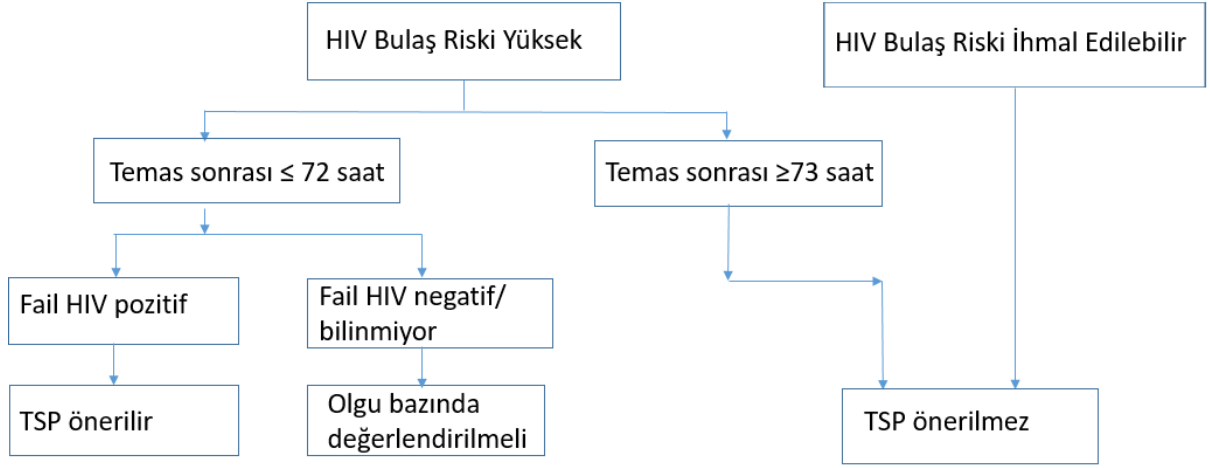 HIV Bulaş Riski Yüksek
HIV Bulaş Riski İhmal Edilebilir
Temas sonrası ≤ 72 saat
Temas sonrası ≥73 saat
Fail HIV pozitif
Fail HIV negatif/
bilinmiyor
TSP önerilir
Olgu bazında
değerlendirilmeli
TSP önerilmez